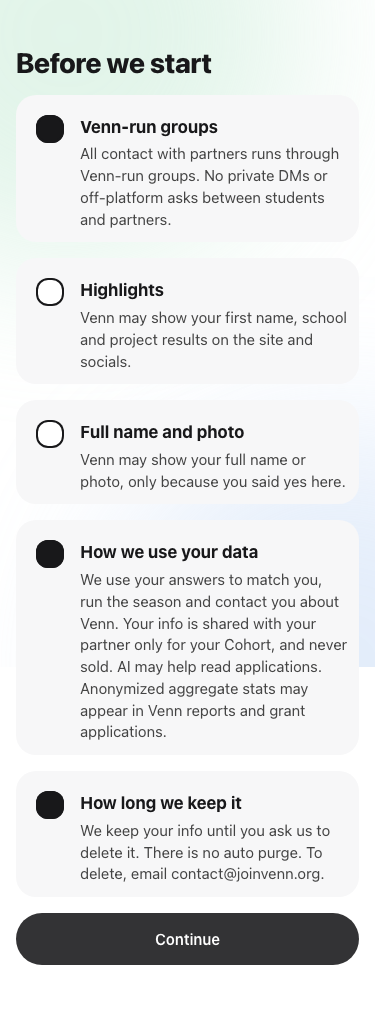 Before we start
Venn-run groups
All contact with partners runs through
Venn-run groups. No private DMs or
off-platform asks between students
and partners.
Highlights
Venn may show your first name, school
and project results on the site and
socials.
Full name and photo
Venn may show your full name or
photo, only because you said yes here.
How we use your data
We use your answers to match you,
run the season and contact you about
Venn. Your info is shared with your
partner only for your Cohort, and never
sold. AI may help read applications.
Anonymized aggregate stats may
appear in Venn reports and grant
applications.
How long we keep it
We keep your info until you ask us to
delete it. There is no auto purge. To
delete, email contact@joinvenn.org.
Continue